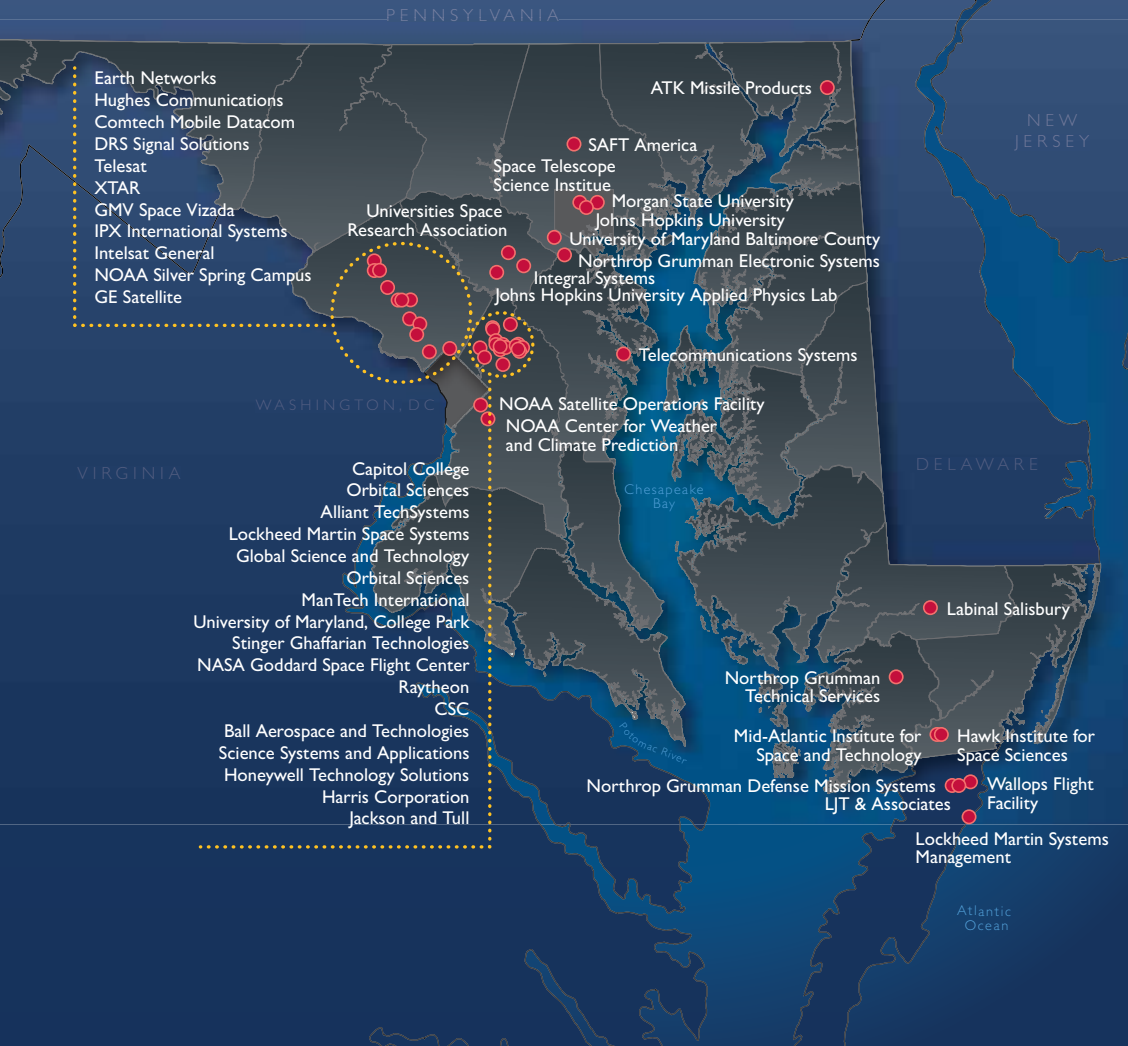 PENNSYLVANIA
Earth Networks
Hughes Communications
Comtech Mobile Datacom
DRS Signal Solutions
Telesat
XTAR
GMV Space Vizada
IPX International Systems
Intelsat General
NOAA Silver Spring Campus
GE Satellite
ATK Missile Products
NEW
JERSEY
SAFT America
Space Telescope
Science Institue
Morgan State University
Johns Hopkins University
Universities Space
Research Association
University of Maryland Baltimore County
Northrop Grumman Electronic Systems
Integral Systems
Johns Hopkins University Applied Physics Lab
Telecommunications Systems
WASHINGTON, DC
NOAA Satellite Operations Facility
NOAA Center for Weather
and Climate Prediction
VIRGINIA
DELAWARE
Chesapeake
Bay
Capitol College
Orbital Sciences
Alliant TechSystems
Lockheed Martin Space Systems
Global Science and Technology
Orbital Sciences
ManTech International
University of Maryland, College Park
Stinger Ghaffarian Technologies
NASA Goddard Space Flight Center
Raytheon
CSC
Ball Aerospace and Technologies
Science Systems and Applications
Honeywell Technology Solutions
Harris Corporation
Jackson and Tull
Labinal Salisbury
Northrop Grumman
Technical Services
Potomac River
Mid-Atlantic Institute for
Space and Technology
Hawk Institute for
Space Sciences
Northrop Grumman Defense Mission Systems
LJT & Associates
Wallops Flight
Facility
Lockheed Martin Systems
Management
Atlantic
Ocean